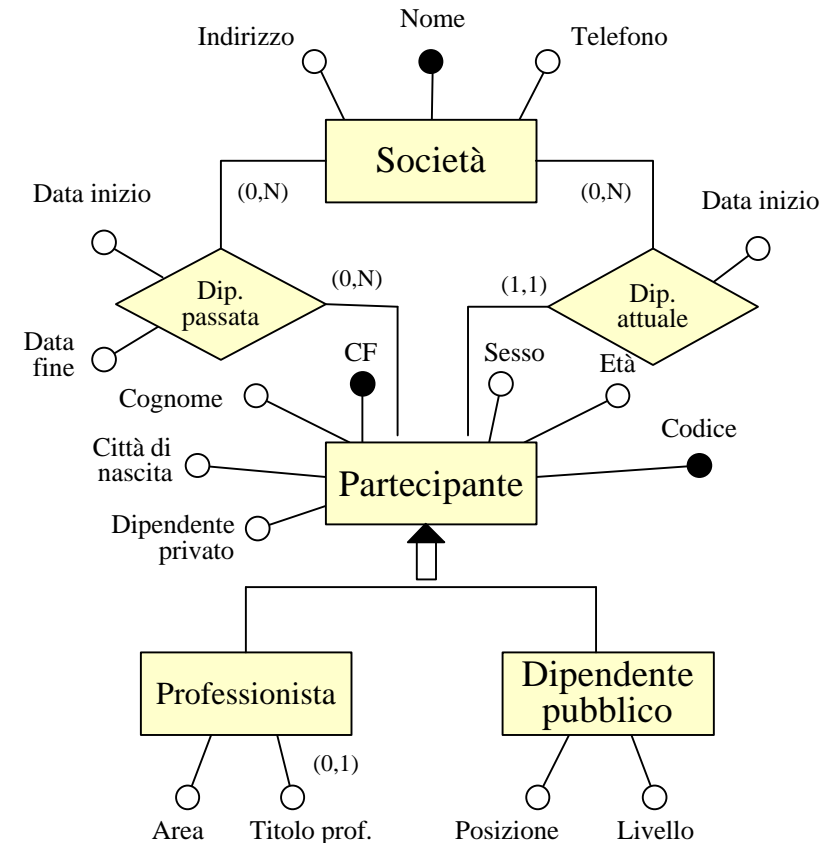 Nome
Indirizzo
Telefono
Società
Data inizio
(0,N)
(0,N)
Data inizio
Dip.
passata
(0,N)
(1,1)
Dip.
attuale
Data
fine
CF
Sesso
Età
Cognome
Codice
Città di
nascita
Partecipante
Dipendente
privato
Professionista
Dipendente
pubblico
(0,1)
Area
Titolo prof.
Posizione
Livello